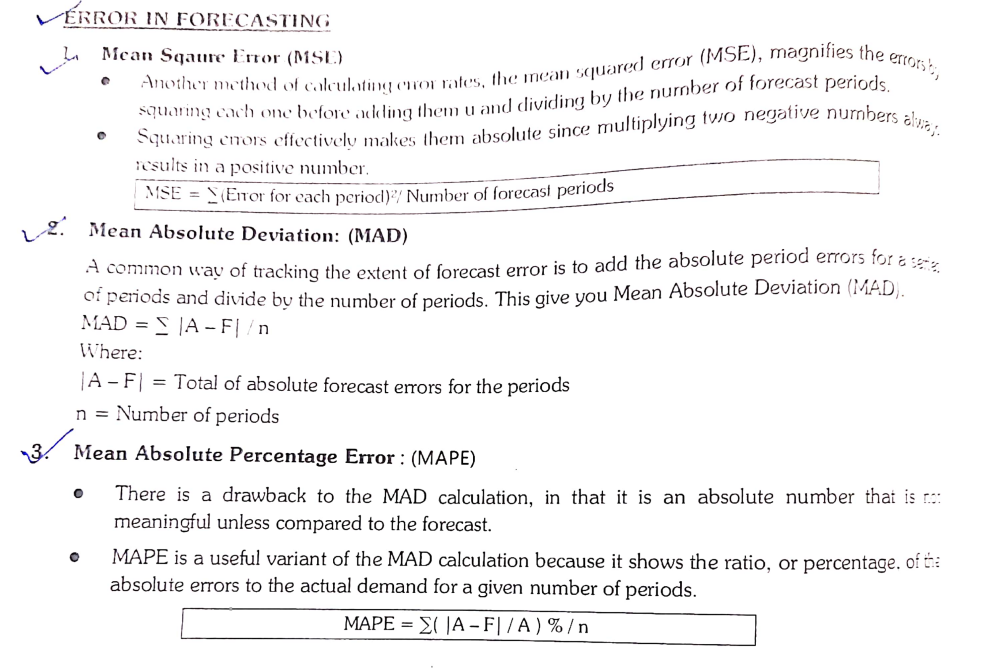 ERROR IN FORECASTING
1. Mean Sqaure Error (MSE)
• Another method of calculating error rates, the mean squared error (MSE), magnifies the errors by
squaring each one before adding them u and dividing by the number of forecast periods.
• Squaring errors effectively makes them absolute since multiplying two negative numbers always
results in a positive number.
MSE = ∑(Error for each period)²/ Number of forecast periods
2. Mean Absolute Deviation: (MAD)
A common way of tracking the extent of forecast error is to add the absolute period errors for a
of periods and divide by the number of periods. This give you Mean Absolute Deviation (MAD).
MAD = ∑ |A – F| / n
Where:
|A – F| = Total of absolute forecast errors for the periods
n = Number of periods
3. Mean Absolute Percentage Error : (MAPE)
• There is a drawback to the MAD calculation, in that it is an absolute number that is not
meaningful unless compared to the forecast.
• MAPE is a useful variant of the MAD calculation because it shows the ratio, or percentage. of the
absolute errors to the actual demand for a given number of periods.
MAPE = ∑( |A – F| / A ) % / n